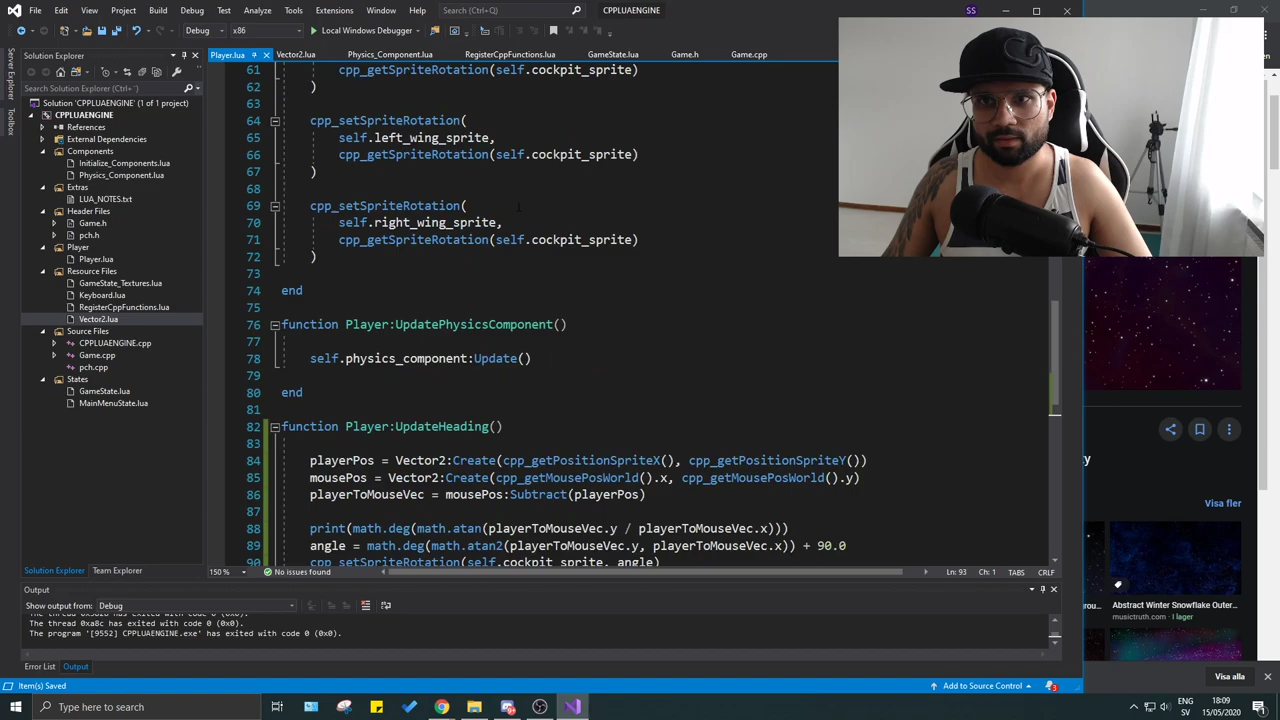 File Edit View Project Build Debug Test Analyze Tools Extensions Window Help Search (Ctrl+Q) CPPLUAENGINE SS
Debug x86 Local Windows Debugger
Server Explorer
Toolbox
Solution Explorer
Search Solution Explorer (Ctrl+;)
Solution 'CPPLUAENGINE' (1 of 1 project)
CPPLUAENGINE
References
External Dependencies
Components
Initialize_Components.lua
Physics_Component.lua
Extras
LUA_NOTES.txt
Header Files
Game.h
pch.h
Player
Player.lua
Resource Files
GameState_Textures.lua
Keyboard.lua
RegisterCppFunctions.lua
Vector2.lua
Source Files
CPPLUAENGINE.cpp
Game.cpp
pch.cpp
States
GameState.lua
MainMenuState.lua
Solution Explorer Team Explorer
Player.lua Vector2.lua Physics_Component.lua RegisterCppFunctions.lua GameState.lua Game.h Game.cpp
61 cpp_getSpriteRotation(self.cockpit_sprite)
62 )
63
64 cpp_setSpriteRotation(
65 self.left_wing_sprite,
66 cpp_getSpriteRotation(self.cockpit_sprite)
67 )
68
69 cpp_setSpriteRotation(
70 self.right_wing_sprite,
71 cpp_getSpriteRotation(self.cockpit_sprite)
72 )
73
74 end
75
76 function Player:UpdatePhysicsComponent()
77
78 self.physics_component:Update()
79
80 end
81
82 function Player:UpdateHeading()
83
84 playerPos = Vector2:Create(cpp_getPositionSpriteX(), cpp_getPositionSpriteY())
85 mousePos = Vector2:Create(cpp_getMousePosWorld().x, cpp_getMousePosWorld().y)
86 playerToMouseVec = mousePos:Subtract(playerPos)
87
88 print(math.deg(math.atan(playerToMouseVec.y / playerToMouseVec.x)))
89 angle = math.deg(math.atan2(playerToMouseVec.y, playerToMouseVec.x)) + 90.0
90 cpp_setSpriteRotation(self.cockpit_sprite, angle)
150 % No issues found Ln: 93 Ch: 1 TABS CRLF
Output
Show output from: Debug
The thread 0xa8c has exited with code 0 (0x0).
The program '[9552] CPPLUAENGINE.exe' has exited with code 0 (0x0).
Error List Output
Item(s) Saved Add to Source Control 3
Visa fler
Abstract Winter Snowflake Outer...
musictruth.com · I lager
Visa alla
Type here to search
ENG
SV
18:09
15/05/2020